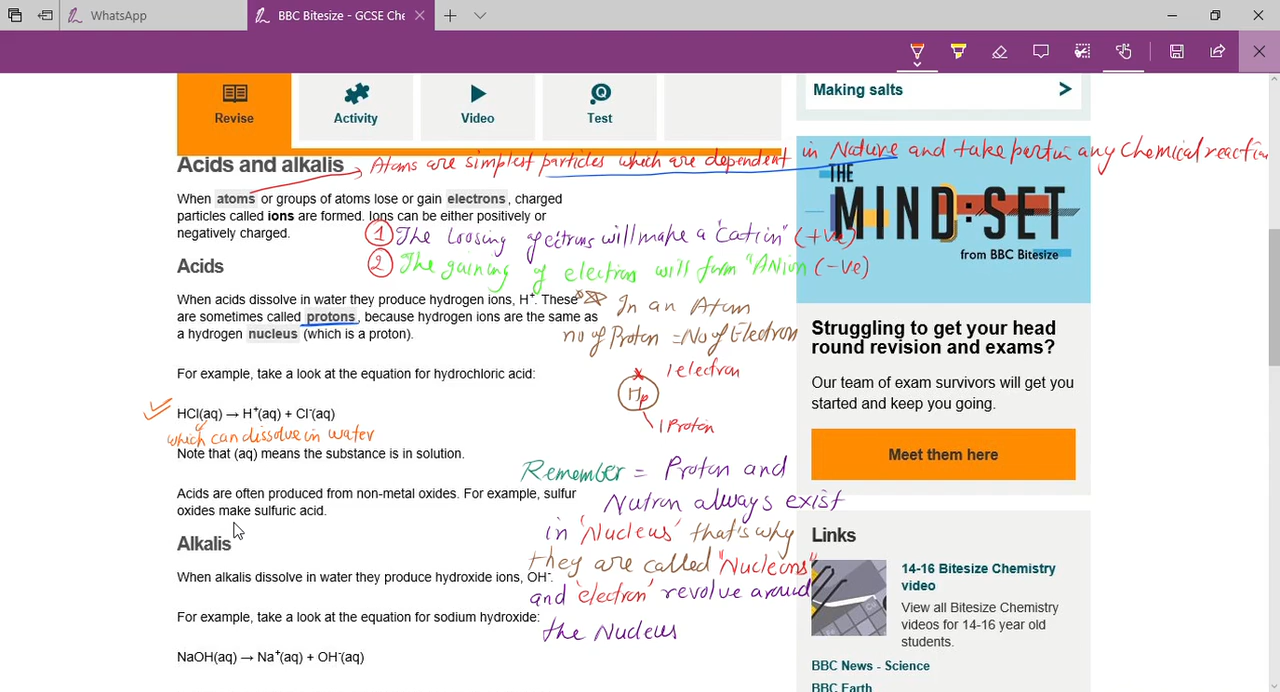 WhatsApp
BBC Bitesize - GCSE Che
Revise
Activity
Video
Test
Making salts
Acids and alkalis
Atoms are simplest particles which are dependent in Nature and take part in any Chemical reaction
When atoms or groups of atoms lose or gain electrons, charged
particles called ions are formed. Ions can be either positively or
negatively charged.
1 The loosing of ectrons will make a "Cation" (+ve)
2 The gaining of electron will form "ANion (-ve)
Acids
When acids dissolve in water they produce hydrogen ions, H+. These
are sometimes called protons, because hydrogen ions are the same as
a hydrogen nucleus (which is a proton).
In an Atom
no of Proton = No of Electron
For example, take a look at the equation for hydrochloric acid:
1 electron
H p
1 Proton
HCl(aq) → H+(aq) + Cl-(aq)
which can dissolve in water
Note that (aq) means the substance is in solution.
Acids are often produced from non-metal oxides. For example, sulfur
oxides make sulfuric acid.
Remember = Proton and
Nutron always exist
in 'Nucleus' that's why
they are called "Nucleons"
and 'electron' revolve around
the Nucleus
Alkalis
When alkalis dissolve in water they produce hydroxide ions, OH-.
For example, take a look at the equation for sodium hydroxide:
NaOH(aq) → Na+(aq) + OH-(aq)
THE
MIND SET
from BBC Bitesize
Struggling to get your head
round revision and exams?
Our team of exam survivors will get you
started and keep you going.
Meet them here
Links
14-16 Bitesize Chemistry
video
View all Bitesize Chemistry
videos for 14-16 year old
students.
BBC News - Science
BBC Earth